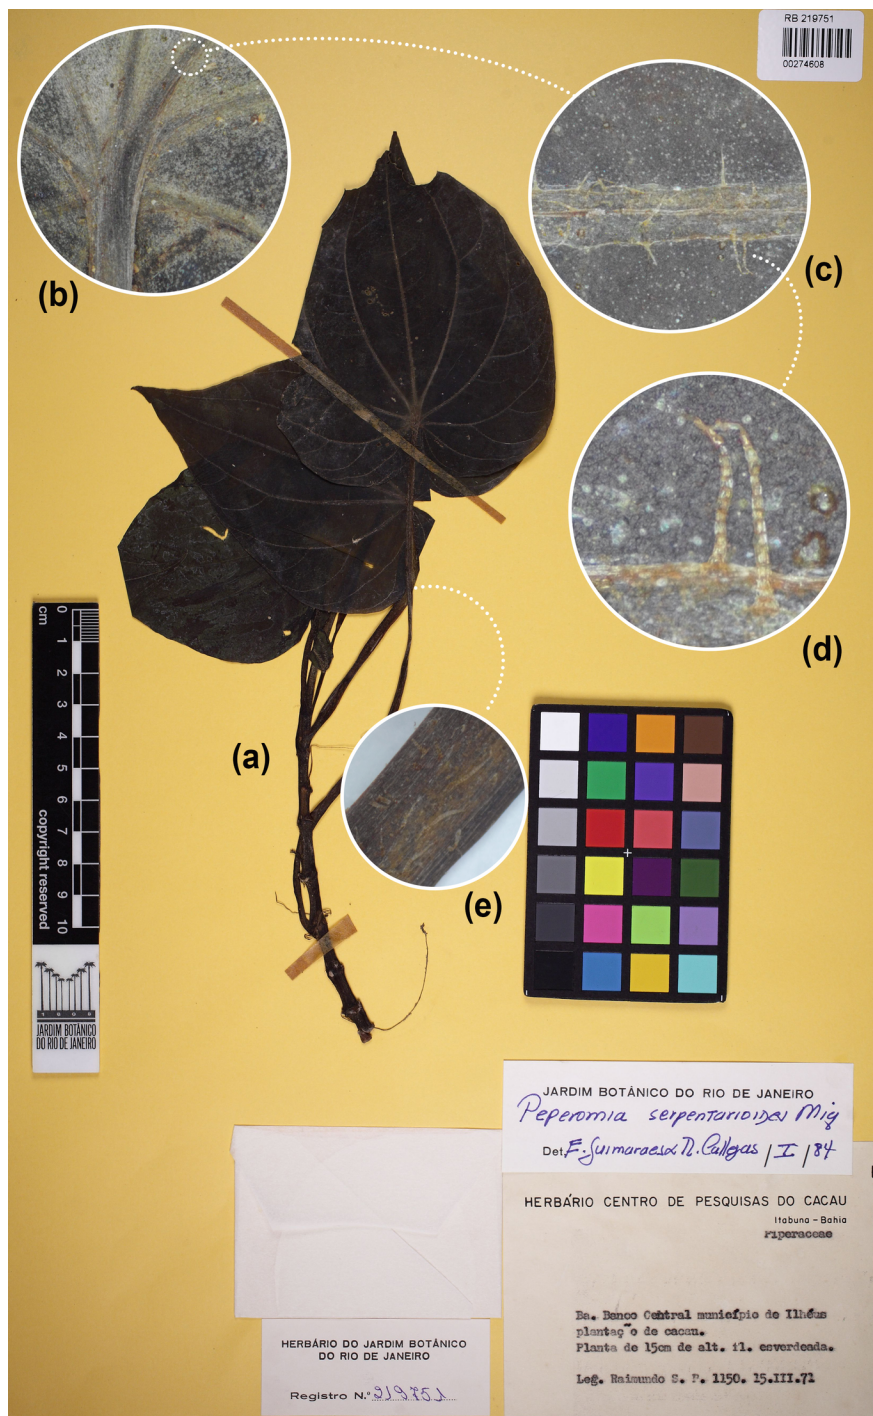 RB 219751
00274608
(b)
(c)
(d)
(a)
(e)
0
cm
1
2
3
4
5
6
7
8
9
10
copyright reserved
1808
JARDIM BOTÂNICO
DO RIO DE JANEIRO
JARDIM BOTÂNICO DO RIO DE JANEIRO
Peperomia serpentarioides Miq
Det. E. Guimaraes & R. Callejas / I / 84
HERBÁRIO CENTRO DE PESQUISAS DO CACAU
Itabuna – Bahia
Piperaceae
Ba. Banco Central município de Ilhéus
plantação de cacau.
Planta de 15cm de alt. fl. esverdeada.
Leg. Raimundo S. P. 1150. 15.III.71
HERBÁRIO DO JARDIM BOTÂNICO
DO RIO DE JANEIRO
Registro N.º 219751